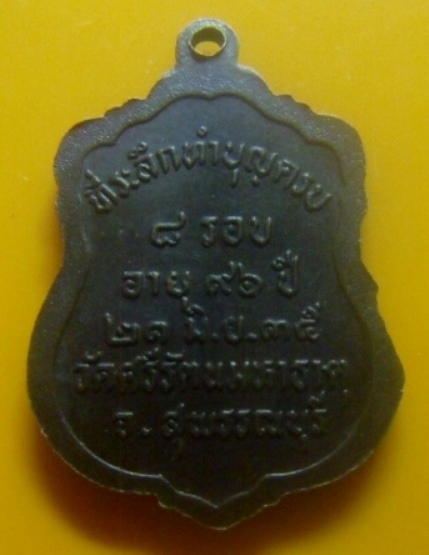 ที่ระลึกทำบุญครบ
๘ รอบ
อายุ ๙๖ ปี
๒๑ มิ.ย.๓๕
วัดศรีรัตนมหาธาตุ
จ. สุพรรณบุรี